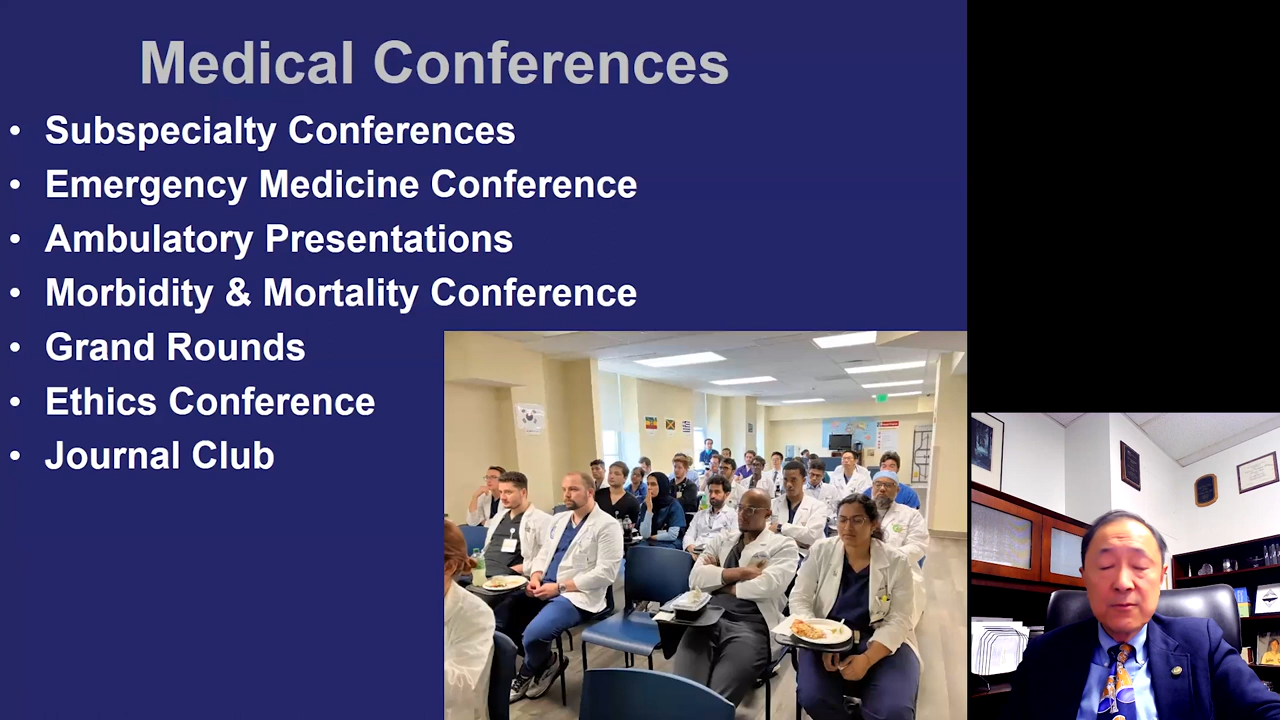 Medical Conferences
• Subspecialty Conferences
• Emergency Medicine Conference
• Ambulatory Presentations
• Morbidity & Mortality Conference
• Grand Rounds
• Ethics Conference
• Journal Club